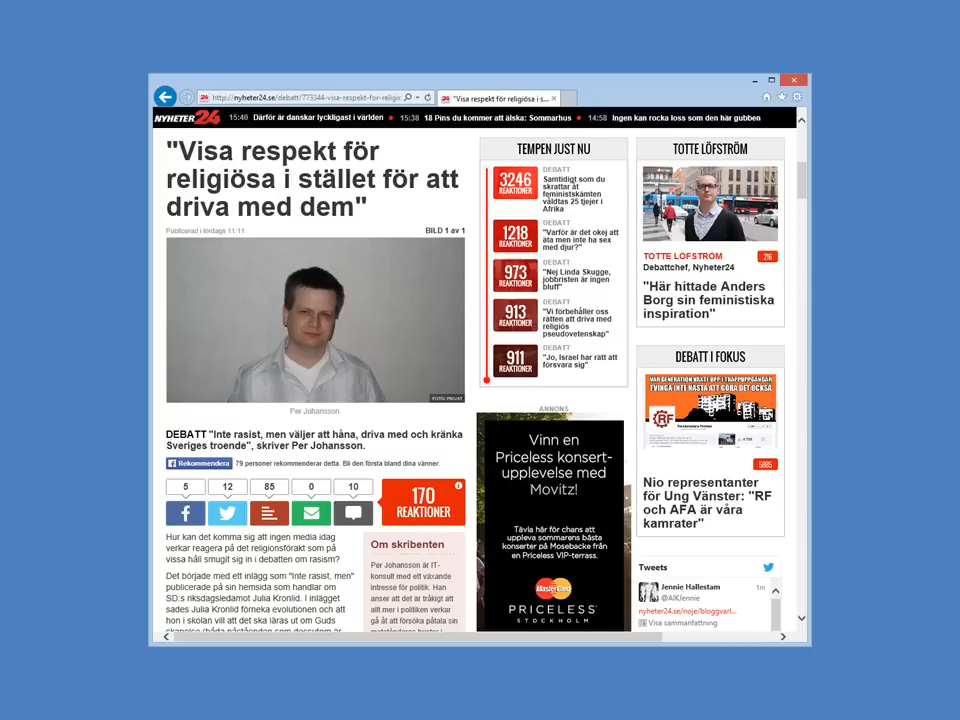 http://nyheter24.se/debatt/773344-visa-respekt-for-religic
"Visa respekt för religiösa i s...
NYHETER24
15:40 Därför är danskar lyckligast i världen
15:38 18 Pins du kommer att älska: Sommarhus
14:58 Ingen kan rocka loss som den här gubben
"Visa respekt för
religiösa i stället för att
driva med dem"
Publicerad i lördags 11:11
BILD 1 av 1
FOTO: PRIVAT
Per Johansson
DEBATT "Inte rasist, men väljer att håna, driva med och kränka
Sveriges troende", skriver Per Johansson.
Rekommendera
79 personer rekommenderar detta. Bli den första bland dina vänner.
5
12
85
0
10
170
REAKTIONER
Hur kan det komma sig att ingen media idag
verkar reagera på det religionsförakt som på
vissa håll smugit sig in i debatten om rasism?
Det började med ett inlägg som "Inte rasist, men"
publicerade på sin hemsida som handlar om
SD:s riksdagsledamot Julia Kronlid. I inlägget
sades Julia Kronlid förneka evolutionen och att
hon i skolan vill att det ska läras ut om Guds
Om skribenten
Per Johansson är IT-
konsult med ett växande
intresse för politik. Han
anser att det är tråkigt att
allt mer i politiken verkar
gå åt att försöka påtala sin
TEMPEN JUST NU
3246
REAKTIONER
DEBATT
Samtidigt som du
skrattar åt
feministskämten
våldtas 25 tjejer i
Afrika
1218
REAKTIONER
DEBATT
"Varför är det okej att
äta men inte ha sex
med djur?"
973
REAKTIONER
DEBATT
"Nej Linda Skugge,
jobbristen är ingen
bluff"
913
REAKTIONER
DEBATT
"Vi förbehåller oss
rätten att driva med
religiös
pseudovetenskap"
911
REAKTIONER
DEBATT
"Jo, Israel har rätt att
försvara sig"
ANNONS
Vinn en
Priceless konsert-
upplevelse med
Movitz!
Tävla här för chans att
uppleva sommarens bästa
konserter på Mosebacke från
en Priceless VIP-terrass.
MasterCard
PRICELESS
STOCKHOLM
TOTTE LÖFSTRÖM
TOTTE LÖFSTRÖM
216
Debattchef, Nyheter24
"Här hittade Anders
Borg sin feministiska
inspiration"
DEBATT I FOKUS
VÅR GENERATION VÄXTE UPP I TRAPPUPPGÅNGAR
TVINGA INTE NÄSTA ATT GÖRA DET OCKSÅ
RF
5885
Nio representanter
för Ung Vänster: "RF
och AFA är våra
kamrater"
Tweets
Jennie Hallestam
1m
@AlKJennie
nyheter24.se/noje/bloggvarl...
Visa sammanfattning